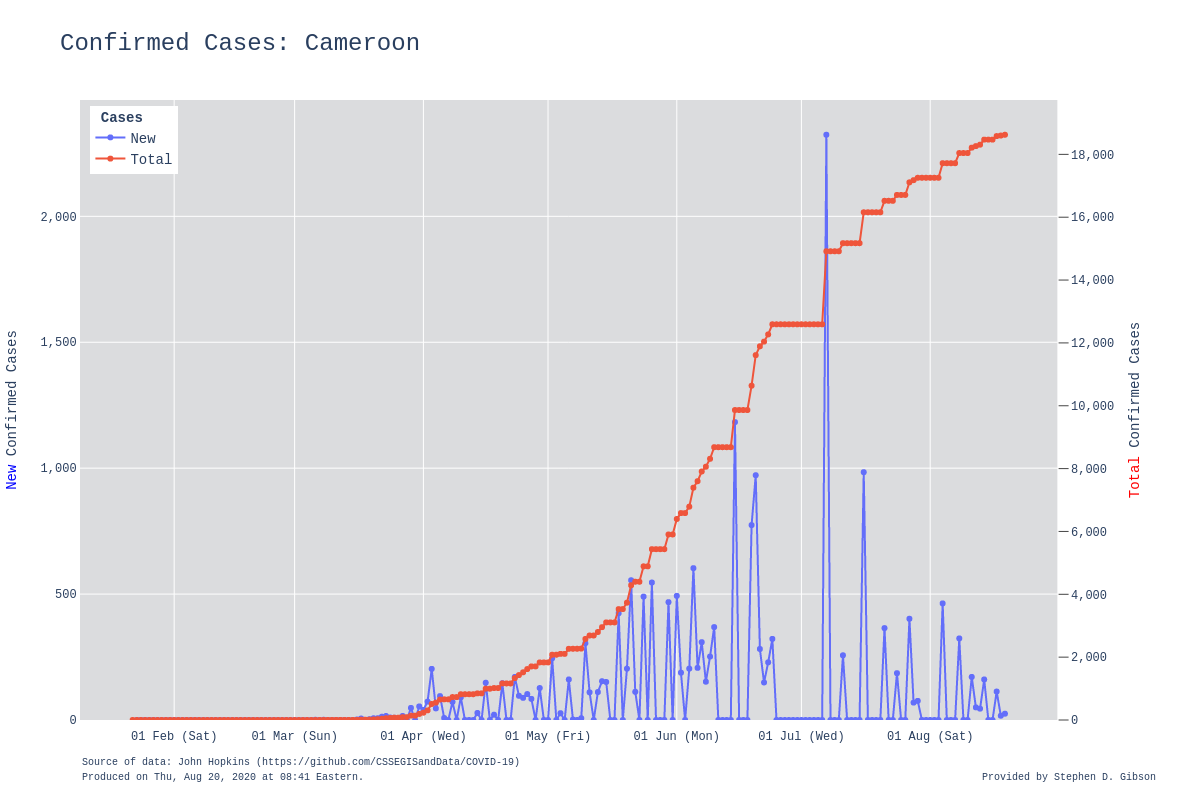 Confirmed Cases: Cameroon
Cases
New
Total
2,000
1,500
1,000
500
0
18,000
16,000
14,000
12,000
10,000
8,000
6,000
4,000
2,000
0
New Confirmed Cases
Total Confirmed Cases
01 Feb (Sat)
01 Mar (Sun)
01 Apr (Wed)
01 May (Fri)
01 Jun (Mon)
01 Jul (Wed)
01 Aug (Sat)
Source of data: John Hopkins (https://github.com/CSSEGISandData/COVID-19)
Produced on Thu, Aug 20, 2020 at 08:41 Eastern.
Provided by Stephen D. Gibson